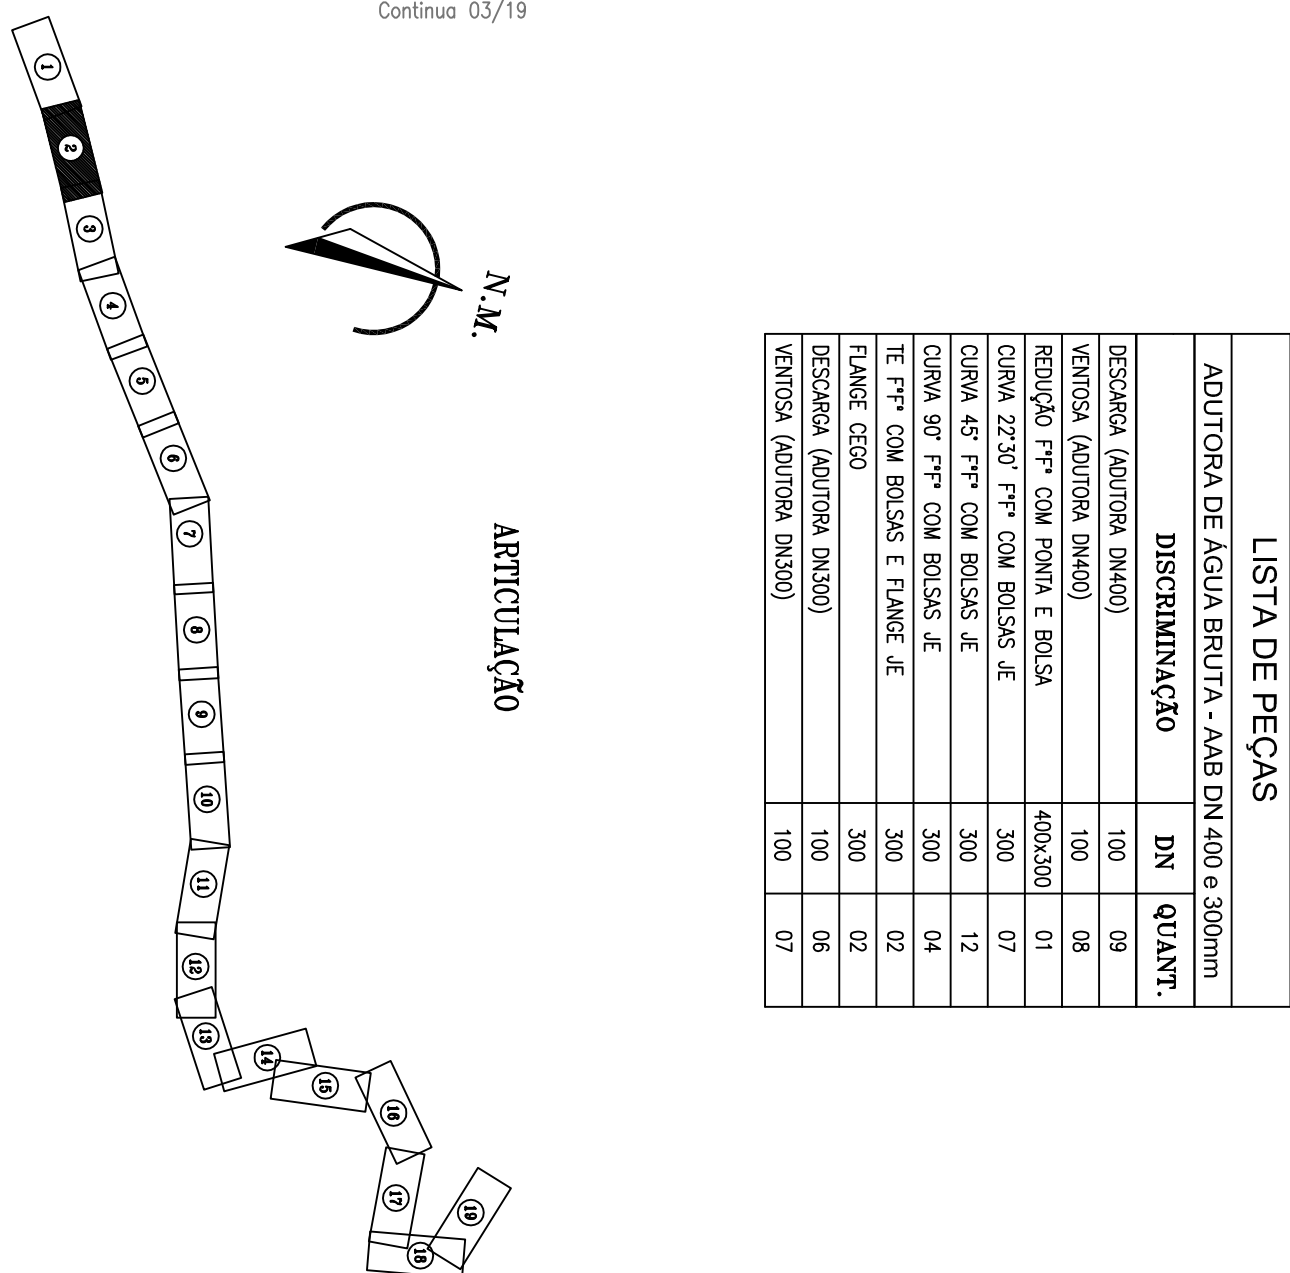 Continua 03/19
LISTA DE PEÇAS
ADUTORA DE ÁGUA BRUTA - AAB DN 400 e 300mm
DISCRIMINAÇÃO DN QUANT.
DESCARGA (ADUTORA DN400) 100 09
VENTOSA (ADUTORA DN400) 100 08
REDUÇÃO FºFº COM PONTA E BOLSA 400x300 01
CURVA 22°30' FºFº COM BOLSAS JE 300 07
CURVA 45° FºFº COM BOLSAS JE 300 12
CURVA 90° FºFº COM BOLSAS JE 300 04
TE FºFº COM BOLSAS E FLANGE JE 300 02
FLANGE CEGO 300 02
DESCARGA (ADUTORA DN300) 100 06
VENTOSA (ADUTORA DN300) 100 07
ARTICULAÇÃO
N.M.
1
2
3
4
5
6
7
8
9
10
11
12
13
14
15
16
17
18
19